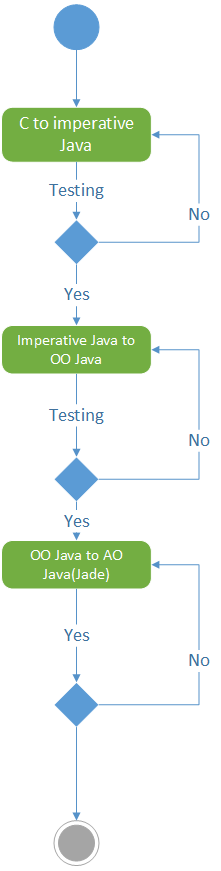 C to imperative
Java
Testing
No
Yes
Imperative Java to
OO Java
Testing
No
Yes
OO Java to AO
Java(Jade)
Yes
No